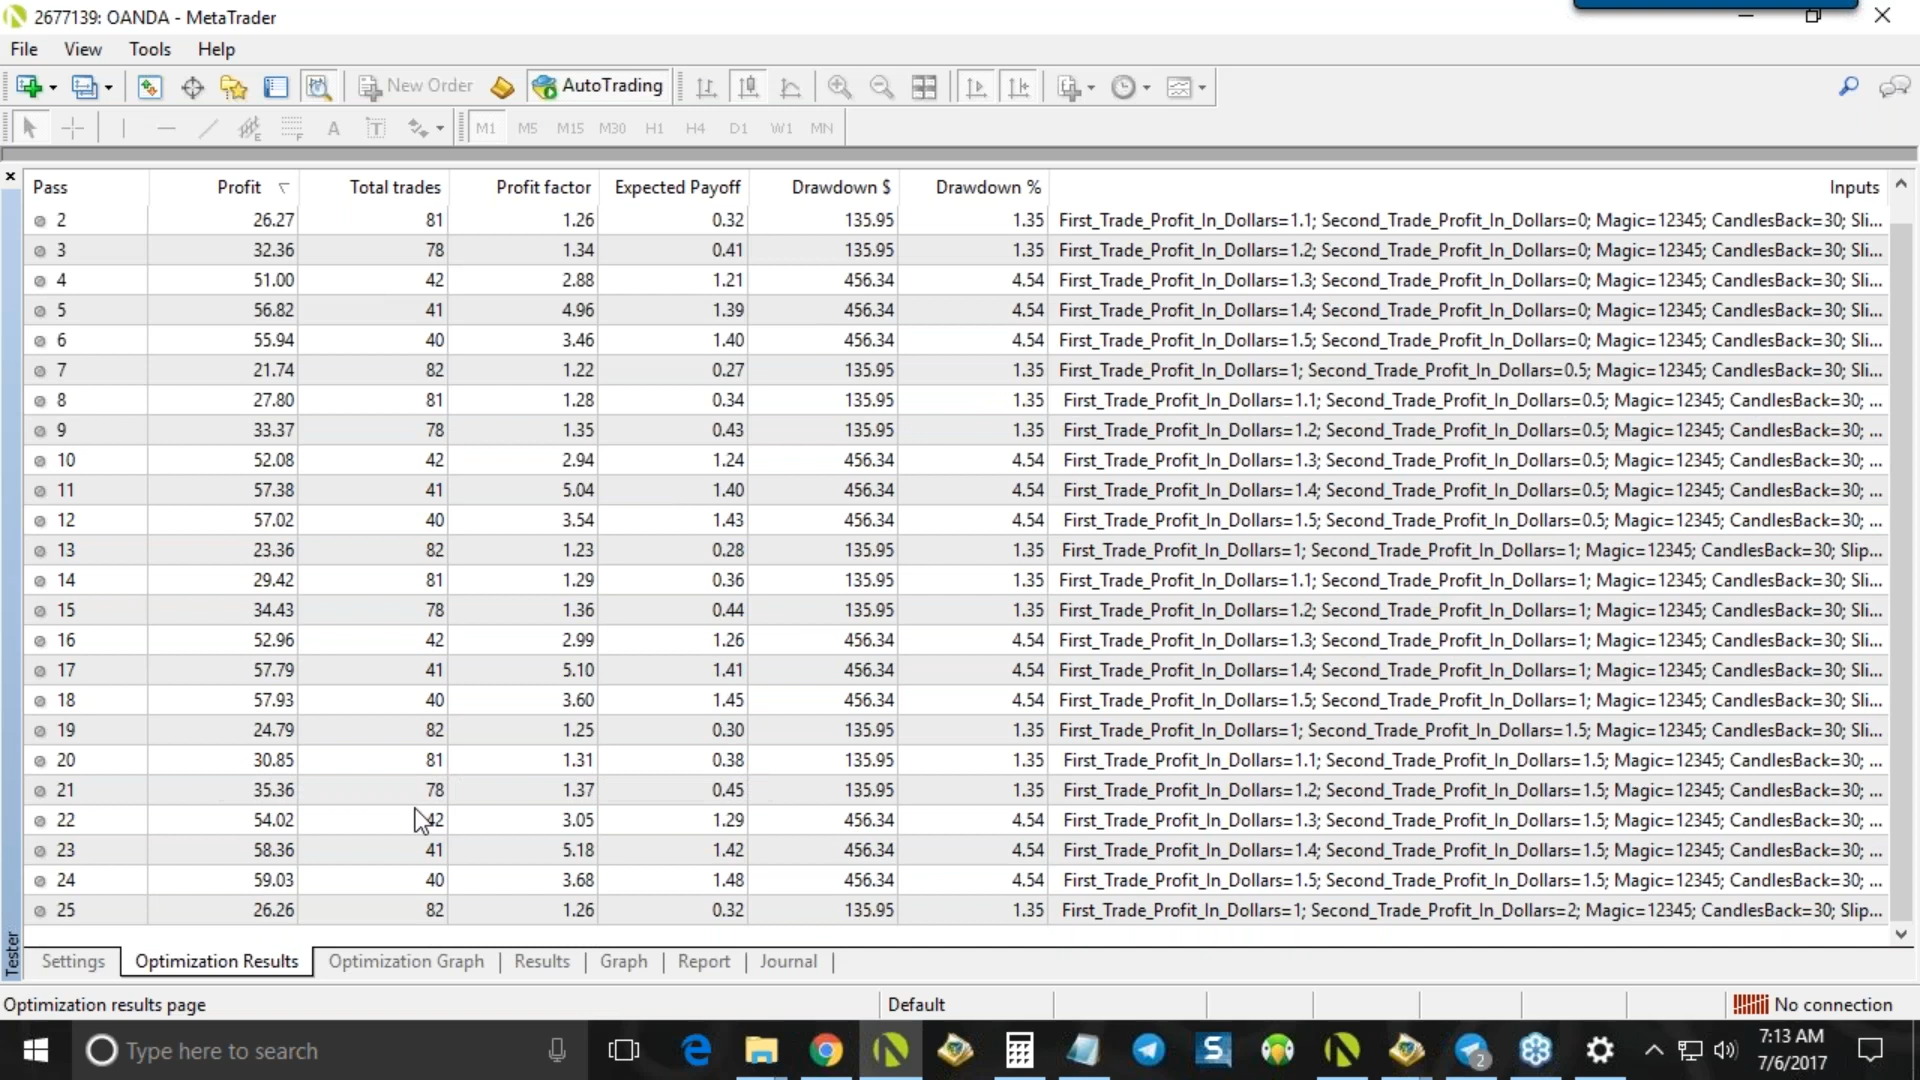 2677139: OANDA - MetaTrader
File View Tools Help
New Order AutoTrading
A T M1 M5 M15 M30 H1 H4 D1 W1 MN
Pass Profit Total trades Profit factor Expected Payoff Drawdown $ Drawdown % Inputs
2 26.27 81 1.26 0.32 135.95 1.35 First_Trade_Profit_In_Dollars=1.1; Second_Trade_Profit_In_Dollars=0; Magic=12345; CandlesBack=30; Sli...
3 32.36 78 1.34 0.41 135.95 1.35 First_Trade_Profit_In_Dollars=1.2; Second_Trade_Profit_In_Dollars=0; Magic=12345; CandlesBack=30; Sli...
4 51.00 42 2.88 1.21 456.34 4.54 First_Trade_Profit_In_Dollars=1.3; Second_Trade_Profit_In_Dollars=0; Magic=12345; CandlesBack=30; Sli...
5 56.82 41 4.96 1.39 456.34 4.54 First_Trade_Profit_In_Dollars=1.4; Second_Trade_Profit_In_Dollars=0; Magic=12345; CandlesBack=30; Sli...
6 55.94 40 3.46 1.40 456.34 4.54 First_Trade_Profit_In_Dollars=1.5; Second_Trade_Profit_In_Dollars=0; Magic=12345; CandlesBack=30; Sli...
7 21.74 82 1.22 0.27 135.95 1.35 First_Trade_Profit_In_Dollars=1; Second_Trade_Profit_In_Dollars=0.5; Magic=12345; CandlesBack=30; Sli...
8 27.80 81 1.28 0.34 135.95 1.35 First_Trade_Profit_In_Dollars=1.1; Second_Trade_Profit_In_Dollars=0.5; Magic=12345; CandlesBack=30; ...
9 33.37 78 1.35 0.43 135.95 1.35 First_Trade_Profit_In_Dollars=1.2; Second_Trade_Profit_In_Dollars=0.5; Magic=12345; CandlesBack=30; ...
10 52.08 42 2.94 1.24 456.34 4.54 First_Trade_Profit_In_Dollars=1.3; Second_Trade_Profit_In_Dollars=0.5; Magic=12345; CandlesBack=30; ...
11 57.38 41 5.04 1.40 456.34 4.54 First_Trade_Profit_In_Dollars=1.4; Second_Trade_Profit_In_Dollars=0.5; Magic=12345; CandlesBack=30; ...
12 57.02 40 3.54 1.43 456.34 4.54 First_Trade_Profit_In_Dollars=1.5; Second_Trade_Profit_In_Dollars=0.5; Magic=12345; CandlesBack=30; ...
13 23.36 82 1.23 0.28 135.95 1.35 First_Trade_Profit_In_Dollars=1; Second_Trade_Profit_In_Dollars=1; Magic=12345; CandlesBack=30; Slip...
14 29.42 81 1.29 0.36 135.95 1.35 First_Trade_Profit_In_Dollars=1.1; Second_Trade_Profit_In_Dollars=1; Magic=12345; CandlesBack=30; Sli...
15 34.43 78 1.36 0.44 135.95 1.35 First_Trade_Profit_In_Dollars=1.2; Second_Trade_Profit_In_Dollars=1; Magic=12345; CandlesBack=30; Sli...
16 52.96 42 2.99 1.26 456.34 4.54 First_Trade_Profit_In_Dollars=1.3; Second_Trade_Profit_In_Dollars=1; Magic=12345; CandlesBack=30; Sli...
17 57.79 41 5.10 1.41 456.34 4.54 First_Trade_Profit_In_Dollars=1.4; Second_Trade_Profit_In_Dollars=1; Magic=12345; CandlesBack=30; Sli...
18 57.93 40 3.60 1.45 456.34 4.54 First_Trade_Profit_In_Dollars=1.5; Second_Trade_Profit_In_Dollars=1; Magic=12345; CandlesBack=30; Sli...
19 24.79 82 1.25 0.30 135.95 1.35 First_Trade_Profit_In_Dollars=1; Second_Trade_Profit_In_Dollars=1.5; Magic=12345; CandlesBack=30; Sli...
20 30.85 81 1.31 0.38 135.95 1.35 First_Trade_Profit_In_Dollars=1.1; Second_Trade_Profit_In_Dollars=1.5; Magic=12345; CandlesBack=30; ...
21 35.36 78 1.37 0.45 135.95 1.35 First_Trade_Profit_In_Dollars=1.2; Second_Trade_Profit_In_Dollars=1.5; Magic=12345; CandlesBack=30; ...
22 54.02 42 3.05 1.29 456.34 4.54 First_Trade_Profit_In_Dollars=1.3; Second_Trade_Profit_In_Dollars=1.5; Magic=12345; CandlesBack=30; ...
23 58.36 41 5.18 1.42 456.34 4.54 First_Trade_Profit_In_Dollars=1.4; Second_Trade_Profit_In_Dollars=1.5; Magic=12345; CandlesBack=30; ...
24 59.03 40 3.68 1.48 456.34 4.54 First_Trade_Profit_In_Dollars=1.5; Second_Trade_Profit_In_Dollars=1.5; Magic=12345; CandlesBack=30; ...
25 26.26 82 1.26 0.32 135.95 1.35 First_Trade_Profit_In_Dollars=1; Second_Trade_Profit_In_Dollars=2; Magic=12345; CandlesBack=30; Slip...
Tester
Settings Optimization Results Optimization Graph Results Graph Report Journal
Optimization results page Default No connection
Type here to search 7:13 AM
7/6/2017